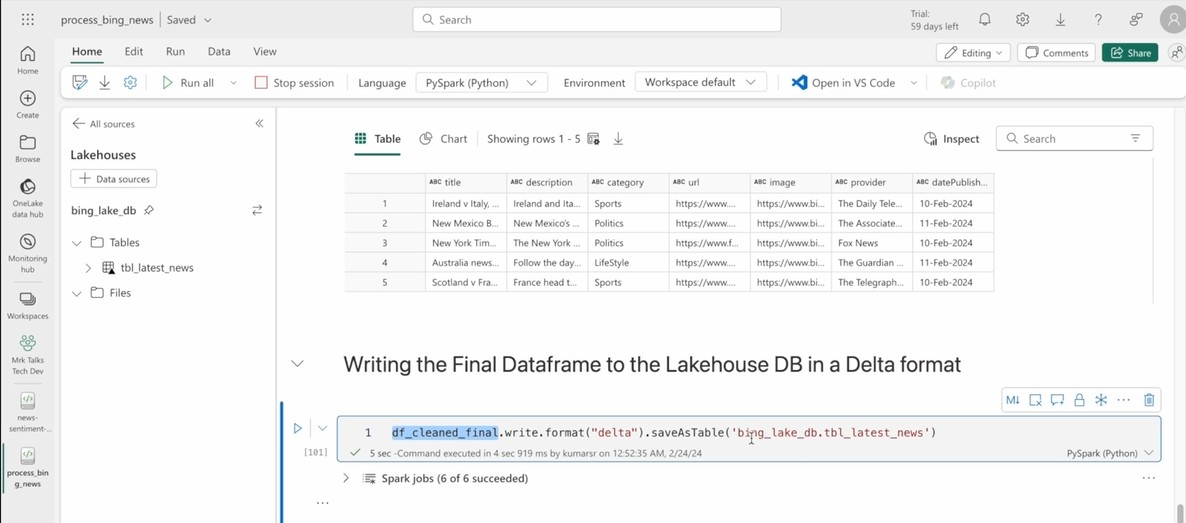 process_bing_news Saved
Search
Trial:
59 days left
Home Edit Run Data View
Editing Comments Share
Run all Stop session Language PySpark (Python) Environment Workspace default Open in VS Code Copilot
Home
Create
Browse
OneLake
data hub
Monitoring
hub
Workspaces
Mrk Talks
Tech Dev
news-
sentiment-...
process_bin
g_news
All sources
Lakehouses
Data sources
bing_lake_db
Tables
tbl_latest_news
Files
Table Chart Showing rows 1 - 5 Inspect Search
ABC title ABC description ABC category ABC url ABC image ABC provider ABC datePublish...
1 Ireland v Italy, ... Ireland and Ita... Sports https://www.... https://www.bi... The Daily Tele... 10-Feb-2024
2 New Mexico B... New Mexico's ... Politics https://www.... https://www.bi... The Associate... 11-Feb-2024
3 New York Tim... The New York ... Politics https://www.f... https://www.bi... Fox News 10-Feb-2024
4 Australia news... Follow the day... LifeStyle https://www.... https://www.bi... The Guardian ... 11-Feb-2024
5 Scotland v Fra... France head t... Sports https://www.... https://www.bi... The Telegraph... 10-Feb-2024
Writing the Final Dataframe to the Lakehouse DB in a Delta format
M↓ ...
1 df_cleaned_final.write.format("delta").saveAsTable('bing_lake_db.tbl_latest_news')
[101] 5 sec -Command executed in 4 sec 919 ms by kumarsr on 12:52:35 AM, 2/24/24 PySpark (Python)
Spark jobs (6 of 6 succeeded) ...
...